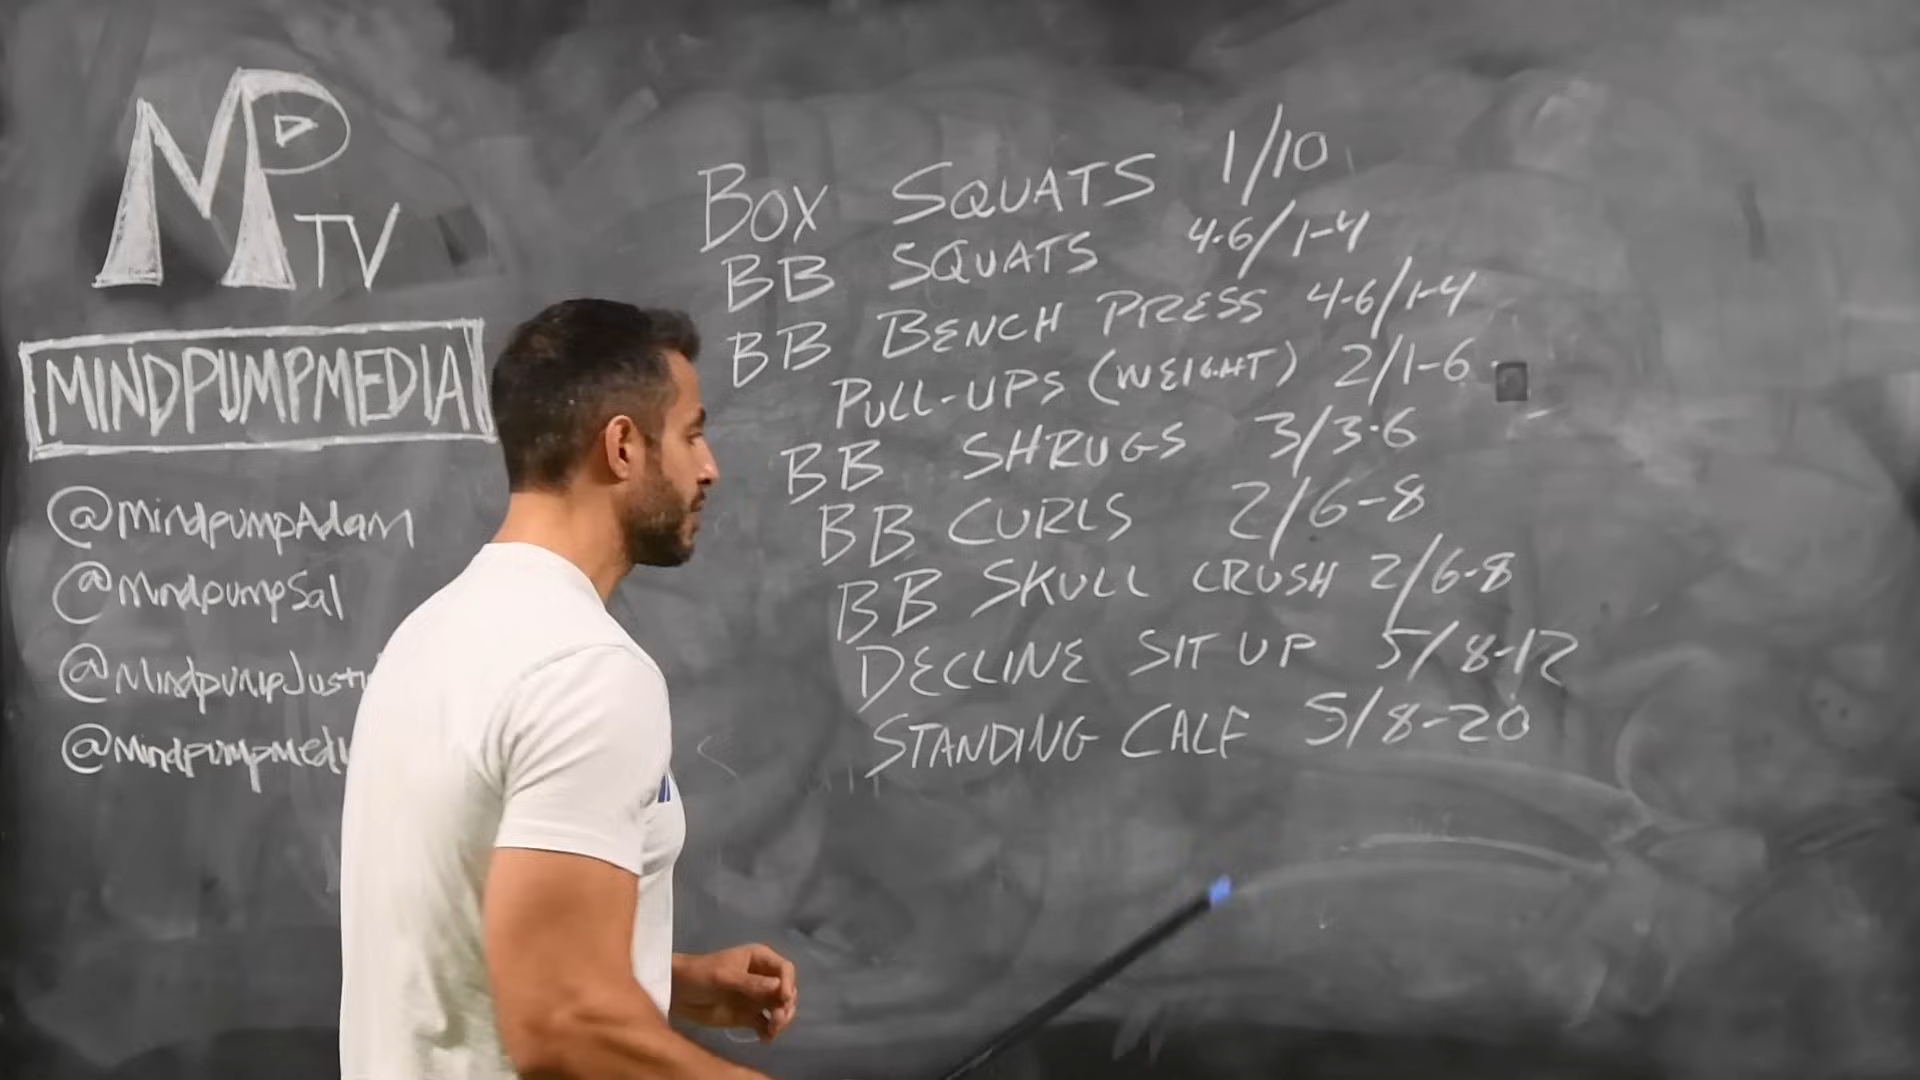 MP
TV
MINDPUMPMEDIA
@mindpumpAdam
@mindpumpSal
@MindpumpJusti
@mindpumpmedi
BOX SQUATS 1/10
BB SQUATS 4-6/1-4
BB BENCH PRESS 4-6/1-4
PULL-UPS (WEIGHT) 2/1-6
BB SHRUGS 3/3-6
BB CURLS 2/6-8
BB SKULL CRUSH 2/6-8
DECLINE SIT UP 5/8-12
STANDING CALF 5/8-20